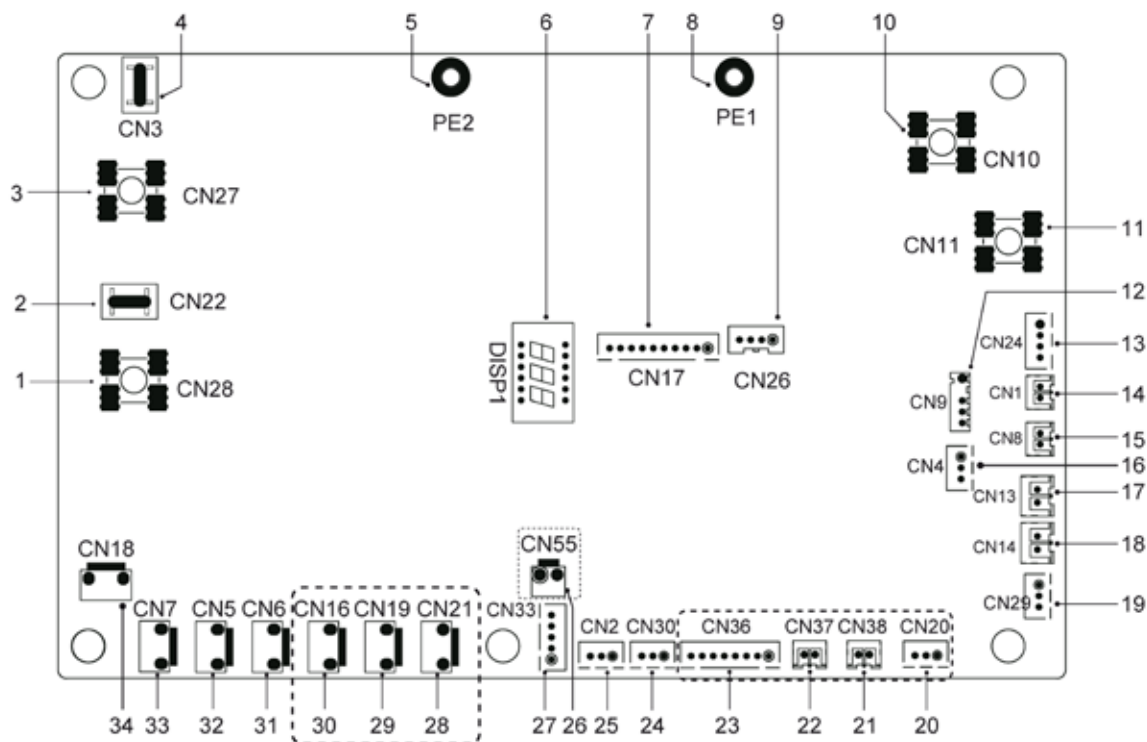 4 5 6 7 8 9 10
CN3 PE2 PE1
CN10
3 CN27
CN11 11
12
2 CN22
CN24 13
DISP1 CN17 CN26
1 CN28
CN9 CN1 14
CN8 15
CN4 16
CN13 17
CN18 CN55 CN14 18
CN7 CN5 CN6 CN16 CN19 CN21 CN33 CN2 CN30 CN36 CN37 CN38 CN20 CN29 19
34 33 32 31 30 29 28 27 26 25 24 23 22 21 20